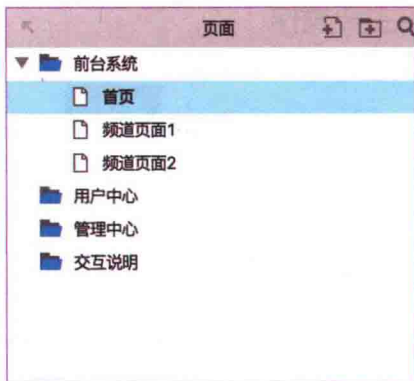 页面
前台系统
首页
频道页面1
频道页面2
用户中心
管理中心
交互说明